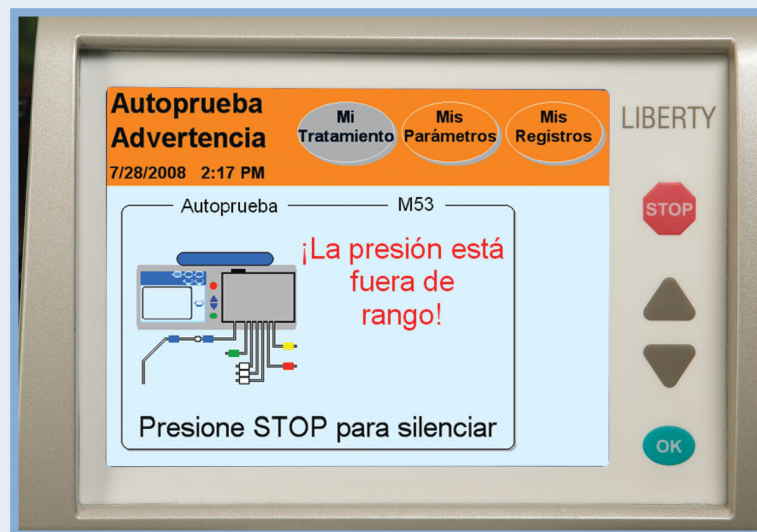 Autoprueba
Advertencia
7/28/2008 2:17 PM
Mi
Tratamiento
Mis
Parámetros
Mis
Registros
LIBERTY
STOP
Autoprueba M53
¡La presión está
fuera de
rango!
Presione STOP para silenciar
OK